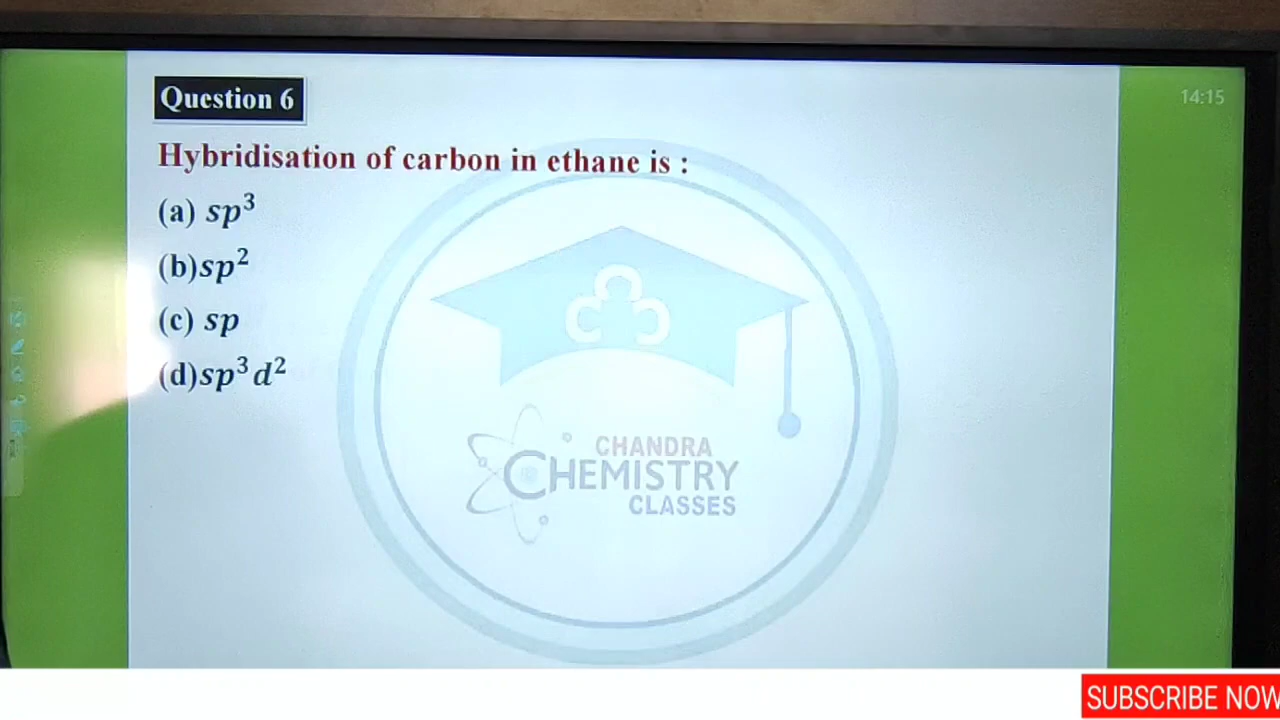 Question 6
14:15
Hybridisation of carbon in ethane is :
(a) sp³
(b)sp²
(c) sp
(d)sp³d²
CHANDRA
CHEMISTRY
CLASSES
SUBSCRIBE NOW